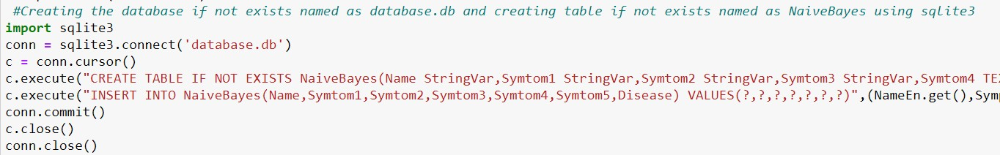 #Creating the database if not exists named as database.db and creating table if not exists named as NaiveBayes using sqlite3
import sqlite3
conn = sqlite3.connect('database.db')
c = conn.cursor()
c.execute("CREATE TABLE IF NOT EXISTS NaiveBayes(Name StringVar,Symtom1 StringVar,Symtom2 StringVar,Symtom3 StringVar,Symtom4 TE
c.execute("INSERT INTO NaiveBayes(Name,Symtom1,Symtom2,Symtom3,Symtom4,Symtom5,Disease) VALUES(?,?,?,?,?,?,?)",(NameEn.get(),Sym
conn.commit()
c.close()
conn.close()